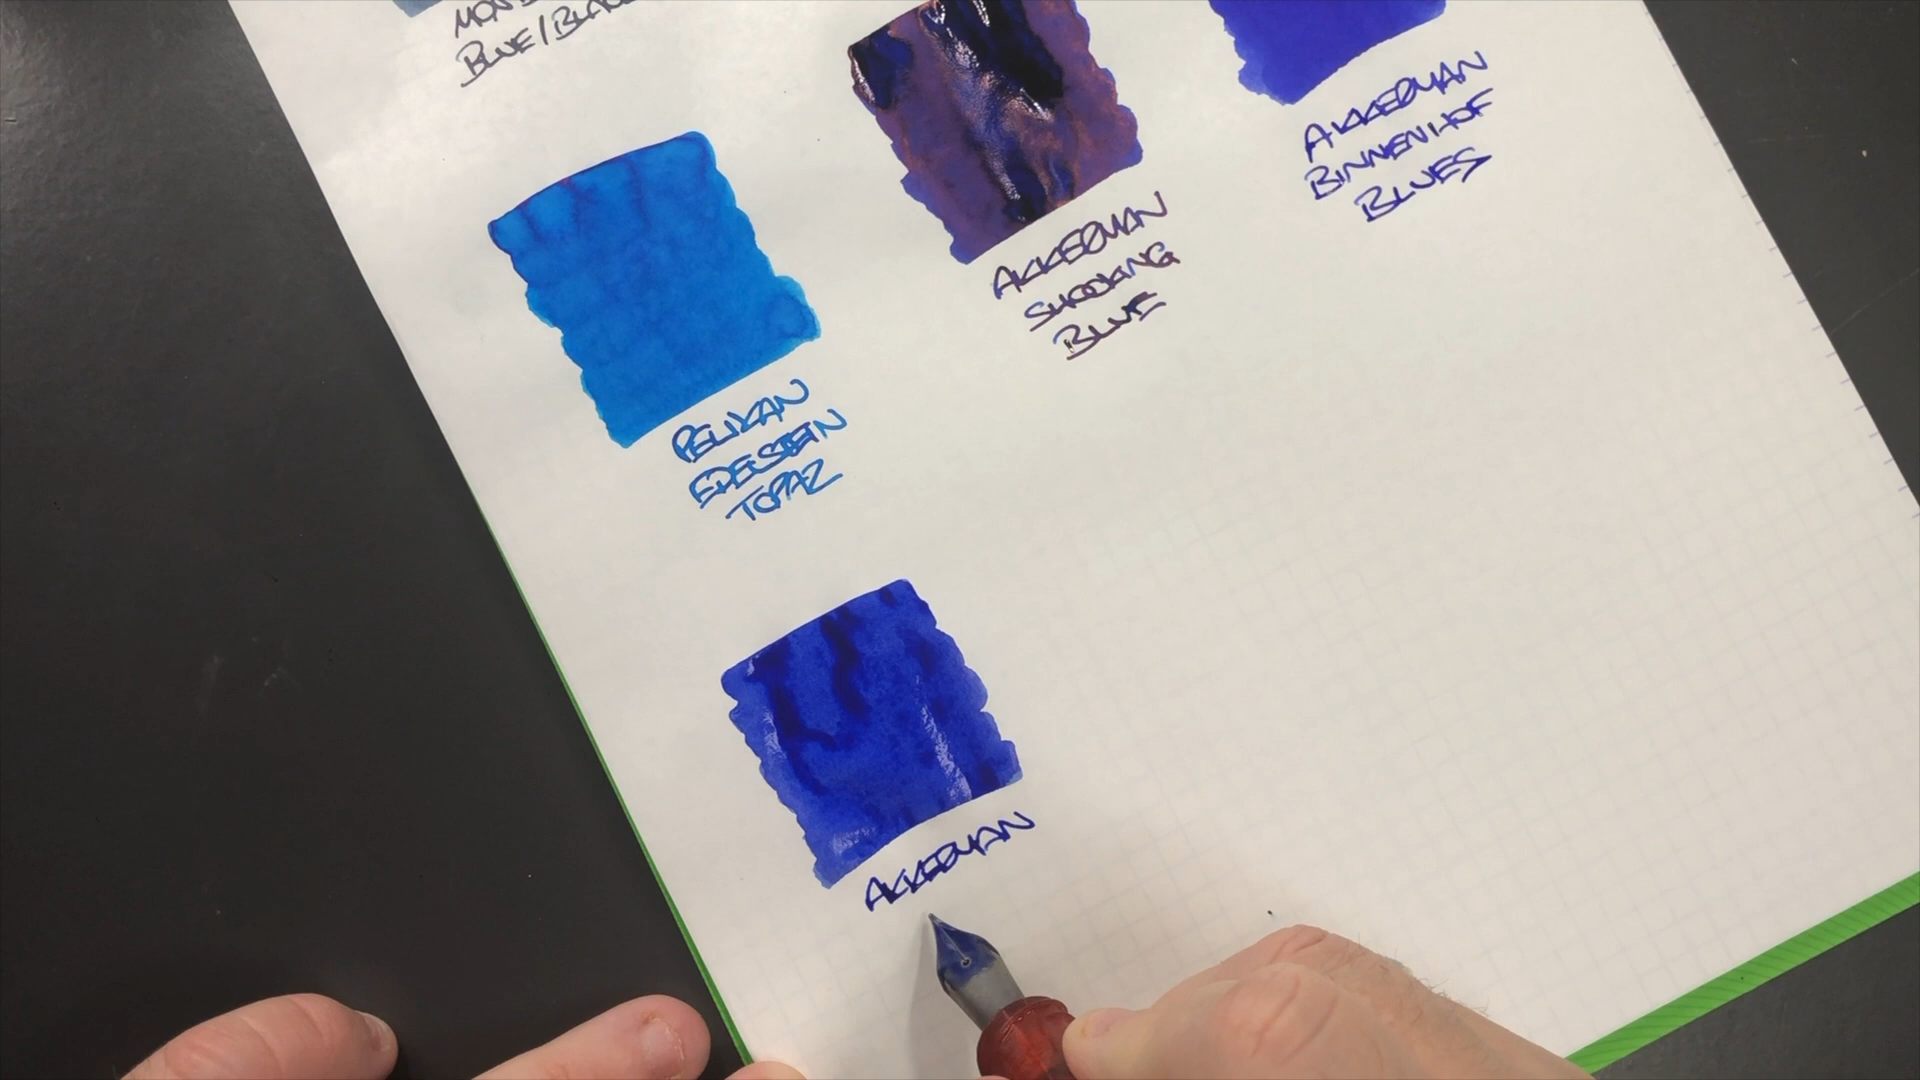 BLUE/BLACK
AKKERMAN
BINNENHOF
BLUES
AKKERMAN
SHOCKING
BLUE
PELIKAN
EDELSTEIN
TOPAZ
AKKERMAN